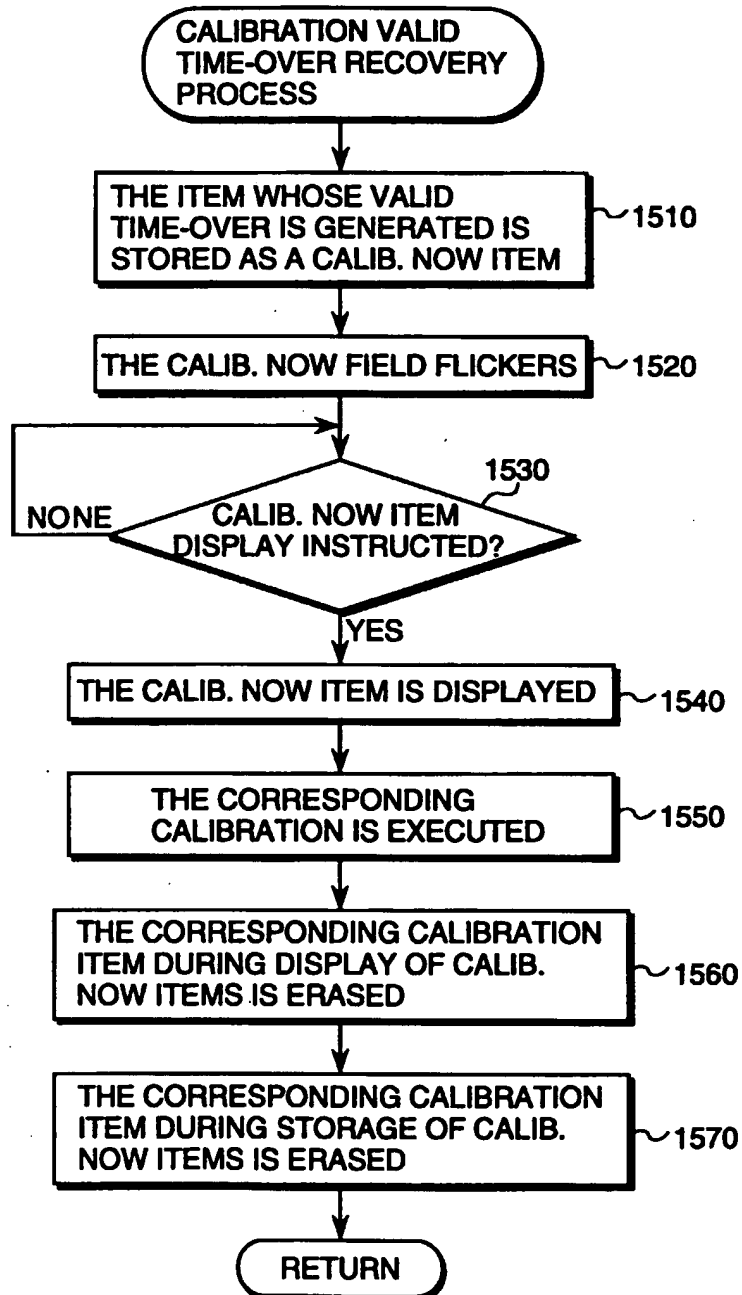 CALIBRATION VALID
TIME-OVER RECOVERY
PROCESS
THE ITEM WHOSE VALID
TIME-OVER IS GENERATED IS
STORED AS A CALIB. NOW ITEM
1510
THE CALIB. NOW FIELD FLICKERS
1520
1530
NONE
CALIB. NOW ITEM
DISPLAY INSTRUCTED?
YES
THE CALIB. NOW ITEM IS DISPLAYED
1540
THE CORRESPONDING
CALIBRATION IS EXECUTED
1550
THE CORRESPONDING CALIBRATION
ITEM DURING DISPLAY OF CALIB.
NOW ITEMS IS ERASED
1560
THE CORRESPONDING CALIBRATION
ITEM DURING STORAGE OF CALIB.
NOW ITEMS IS ERASED
1570
RETURN